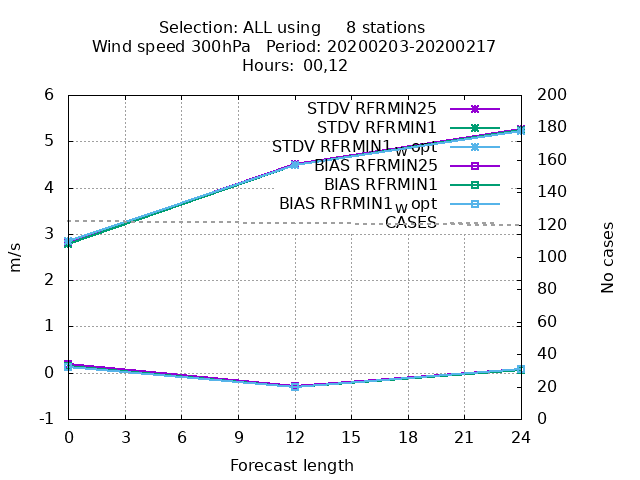 Selection: ALL using     8 stations
Wind speed 300hPa   Period: 20200203-20200217
Hours: 00,12
STDV RFRMIN25
STDV RFRMIN1
STDV RFRMIN1_W opt
BIAS RFRMIN25
BIAS RFRMIN1
BIAS RFRMIN1_W opt
CASES
m/s
6
5
4
3
2
1
0
-1
200
180
160
140
120
100
80
60
40
20
0
No cases
0 3 6 9 12 15 18 21 24
Forecast length